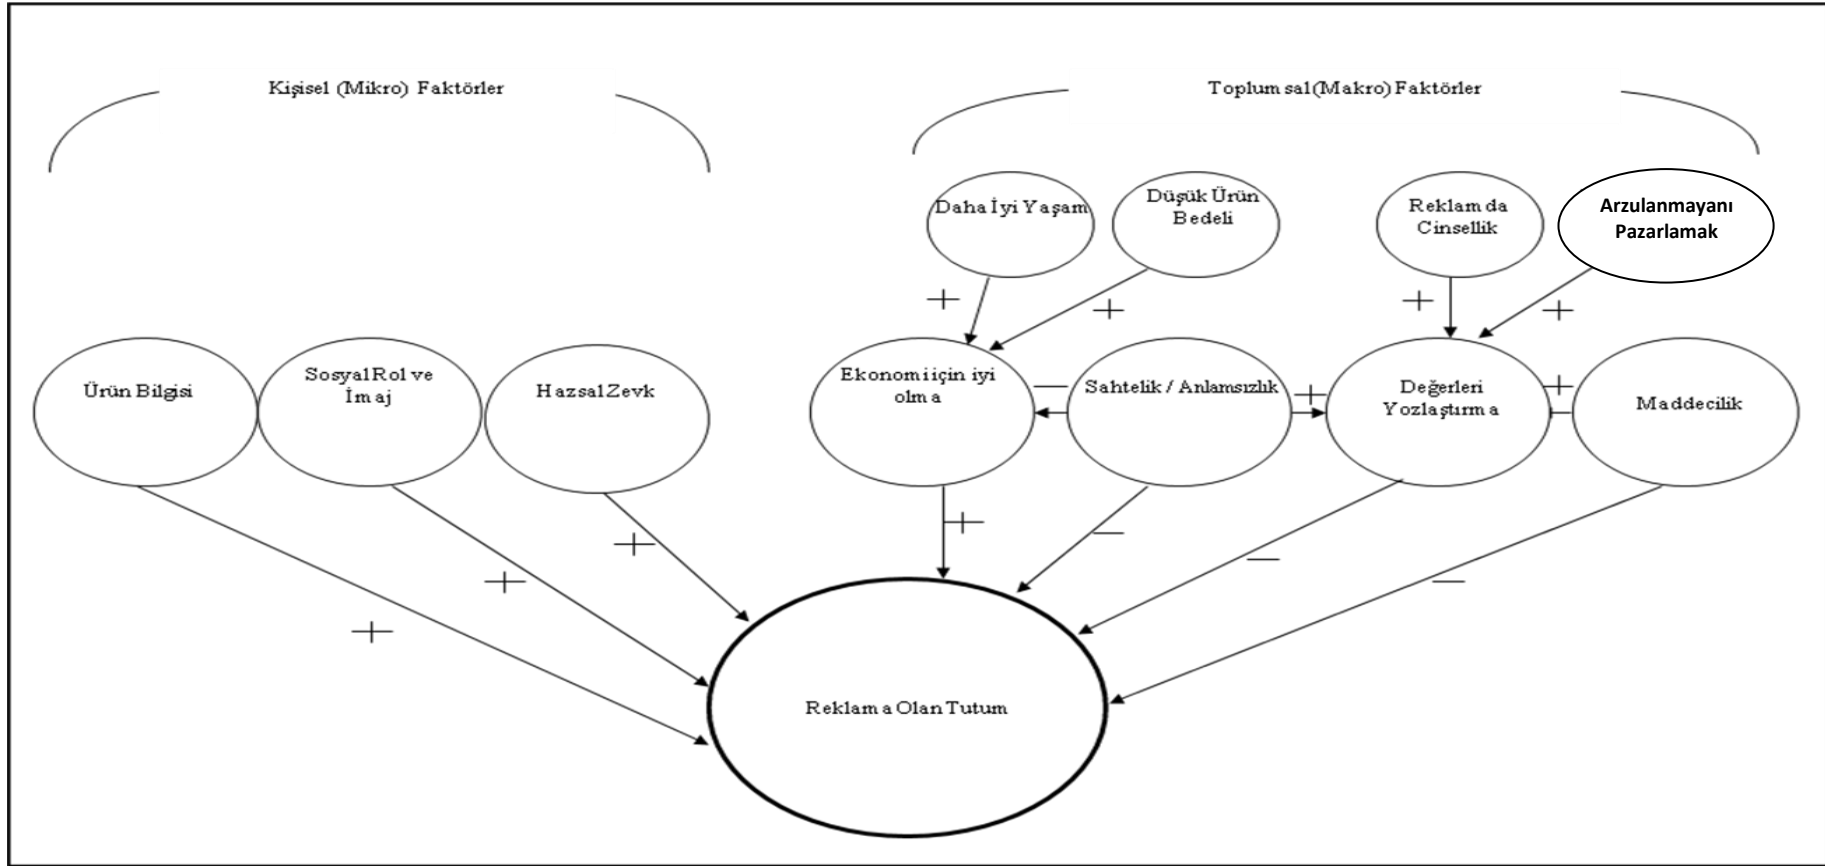 Kişisel (Mikro) Faktörler
Toplumsal (Makro) Faktörler
Daha İyi Yaşam
Düşük Ürün
Bedeli
Reklamda
Cinsellik
Arzulanmayanı
Pazarlamak
+
+
+
+
Ürün Bilgisi
Sosyal Rol ve
İmaj
Hazsal Zevk
Ekonomi için iyi
olma
—
Sahtelik / Anlamsızlık
+
Değerleri
Yozlaştırma
+
Maddecilik
+
+
+
+
—
—
—
Reklama Olan Tutum